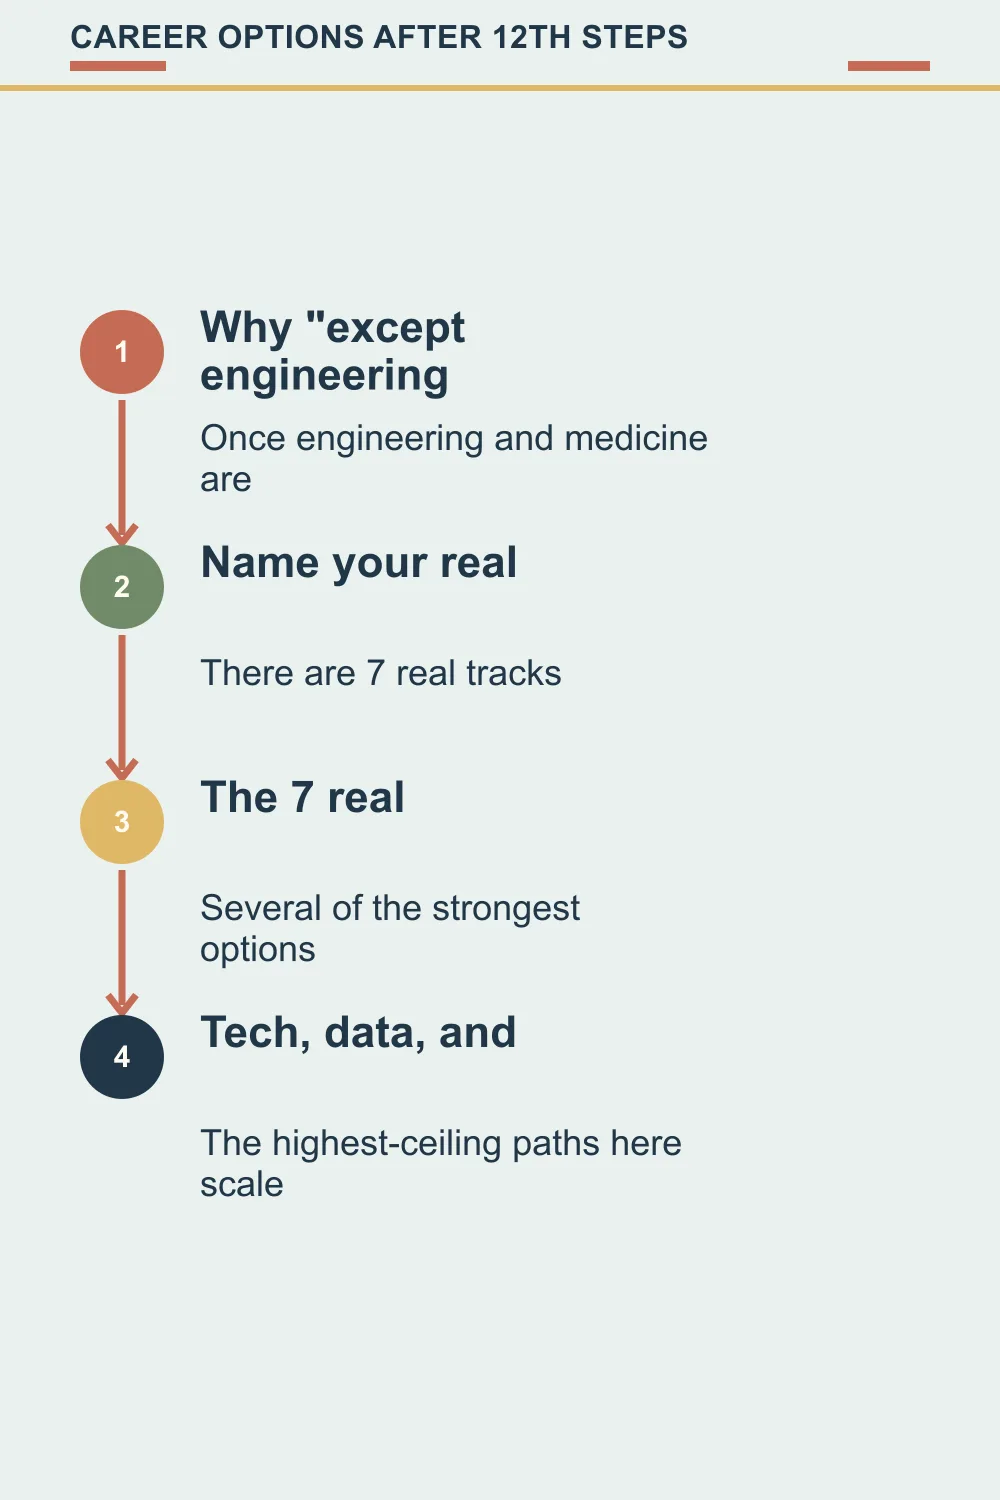 CAREER OPTIONS AFTER 12TH STEPS
1
Why "except
engineering
Once engineering and medicine
are
2
Name your real
There are 7 real tracks
3
The 7 real
Several of the strongest
options
4
Tech, data, and
The highest-ceiling paths here
scale